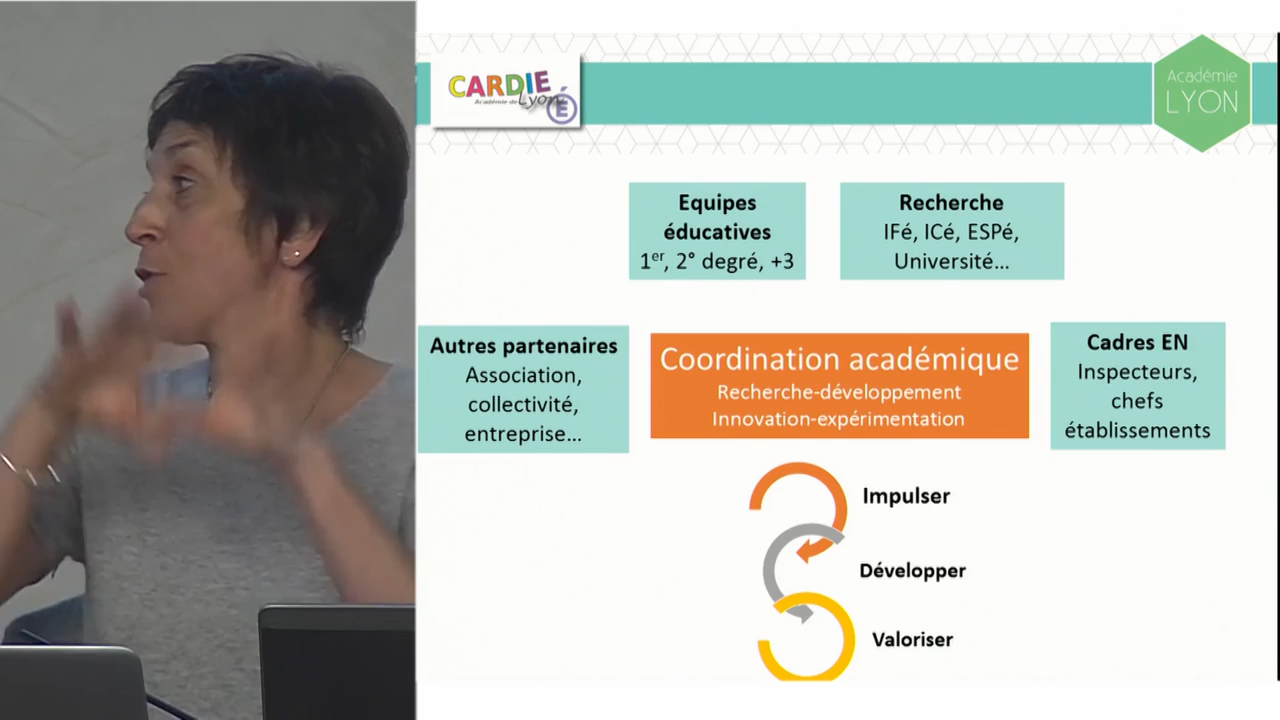 CARDIE
Académie de Lyon
É
Académie
LYON
Equipes
éducatives
1er, 2° degré, +3
Recherche
IFé, ICé, ESPé,
Université...
Autres partenaires
Association,
collectivité,
entreprise...
Coordination académique
Recherche-développement
Innovation-expérimentation
Cadres EN
Inspecteurs,
chefs
établissements
Impulser
Développer
Valoriser